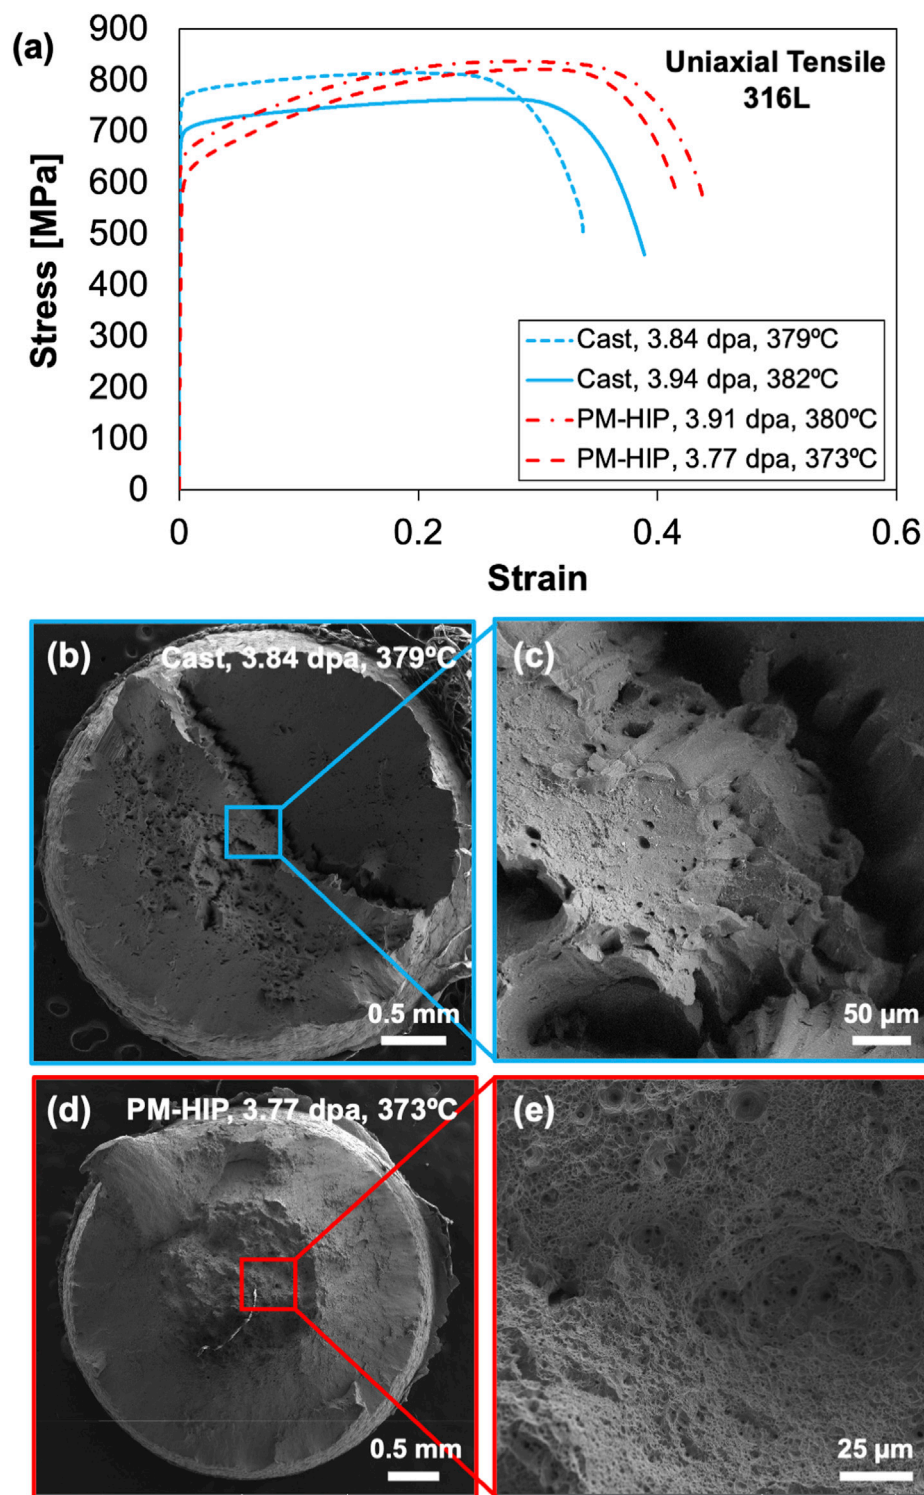 (a)
900
800
700
600
500
400
300
200
100
0
Stress [MPa]
Uniaxial Tensile
316L
Cast, 3.84 dpa, 379ºC
Cast, 3.94 dpa, 382ºC
PM-HIP, 3.91 dpa, 380ºC
PM-HIP, 3.77 dpa, 373ºC
0
0.2
0.4
0.6
Strain
(b)
Cast, 3.84 dpa, 379ºC
0.5 mm
(c)
50 µm
(d)
PM-HIP, 3.77 dpa, 373ºC
0.5 mm
(e)
25 µm